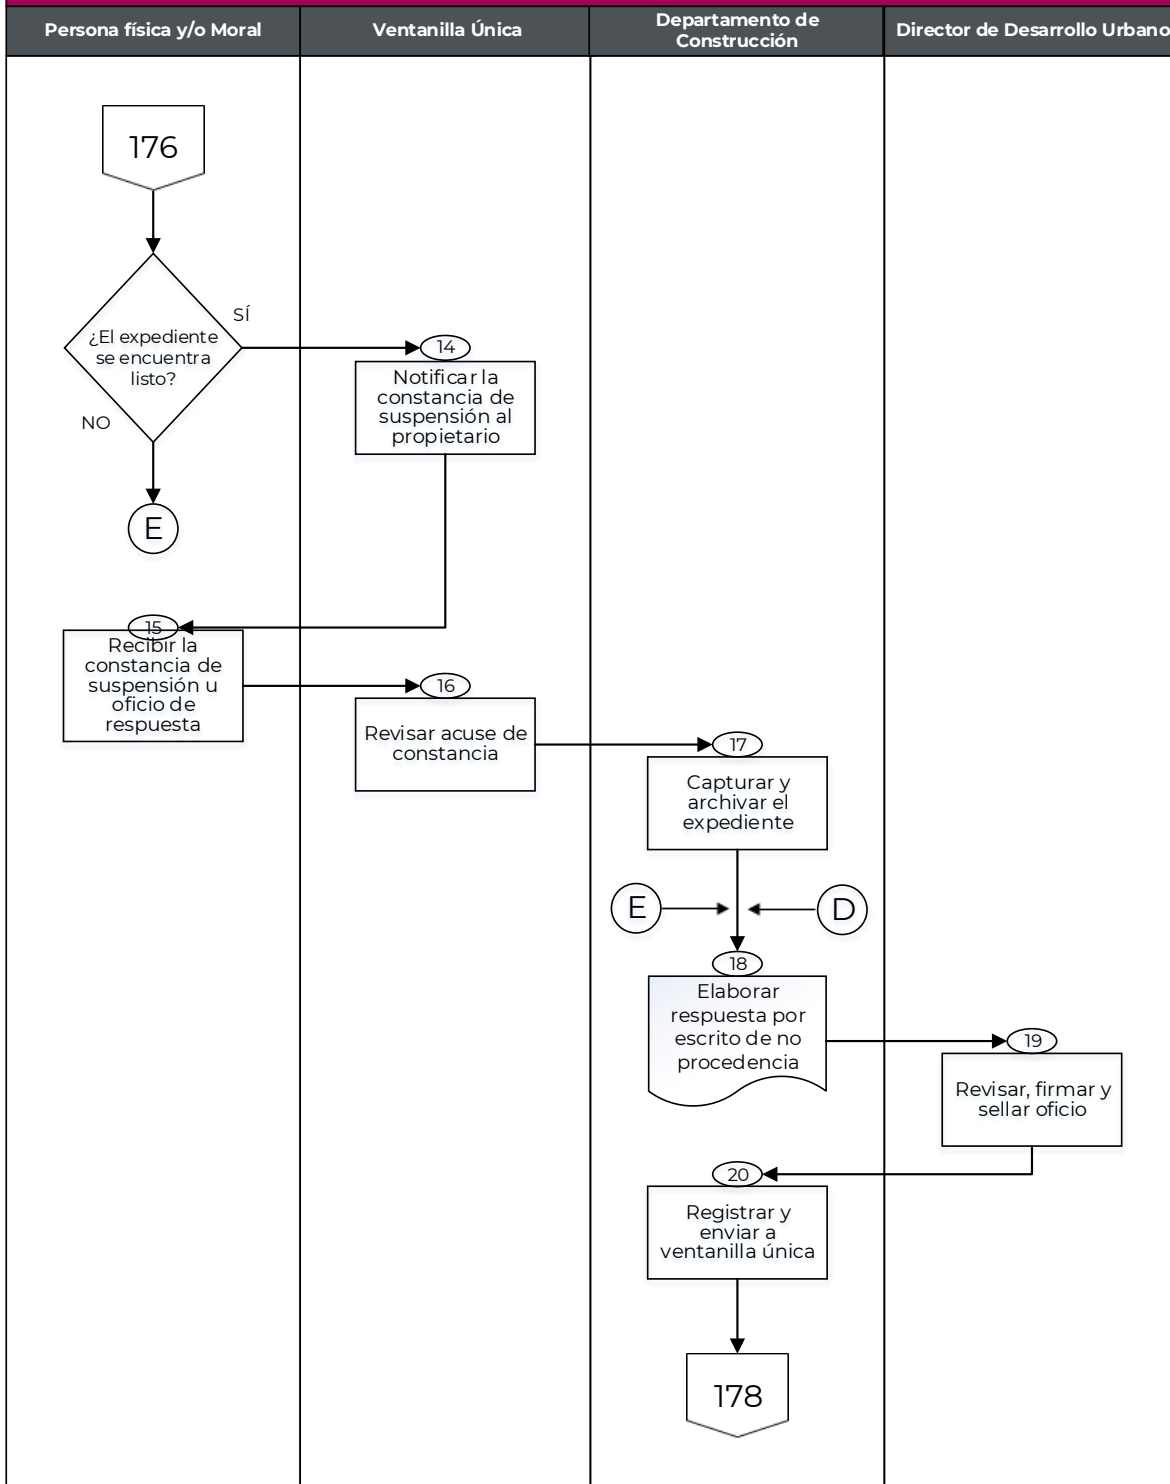 Persona física y/o Moral
Ventanilla Única
Departamento de
Construcción
Director de Desarrollo Urbano
176
¿El expediente
se encuentra
listo?
SÍ
NO
E
14
Notificar la
constancia de
suspensión al
propietario
15
Recibir la
constancia de
suspensión u
oficio de
respuesta
16
Revisar acuse de
constancia
17
Capturar y
archivar el
expediente
E
D
18
Elaborar
respuesta por
escrito de no
procedencia
19
Revisar, firmar y
sellar oficio
20
Registrar y
enviar a
ventanilla única
178